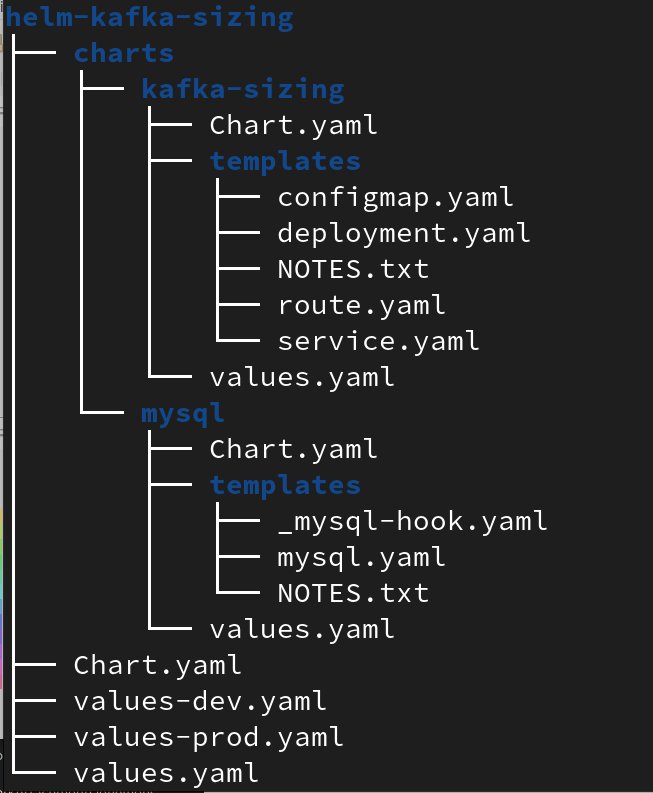 helm-kafka-sizing
charts
kafka-sizing
Chart.yaml
templates
configmap.yaml
deployment.yaml
NOTES.txt
route.yaml
service.yaml
values.yaml
mysql
Chart.yaml
templates
_mysql-hook.yaml
mysql.yaml
NOTES.txt
values.yaml
Chart.yaml
values-dev.yaml
values-prod.yaml
values.yaml